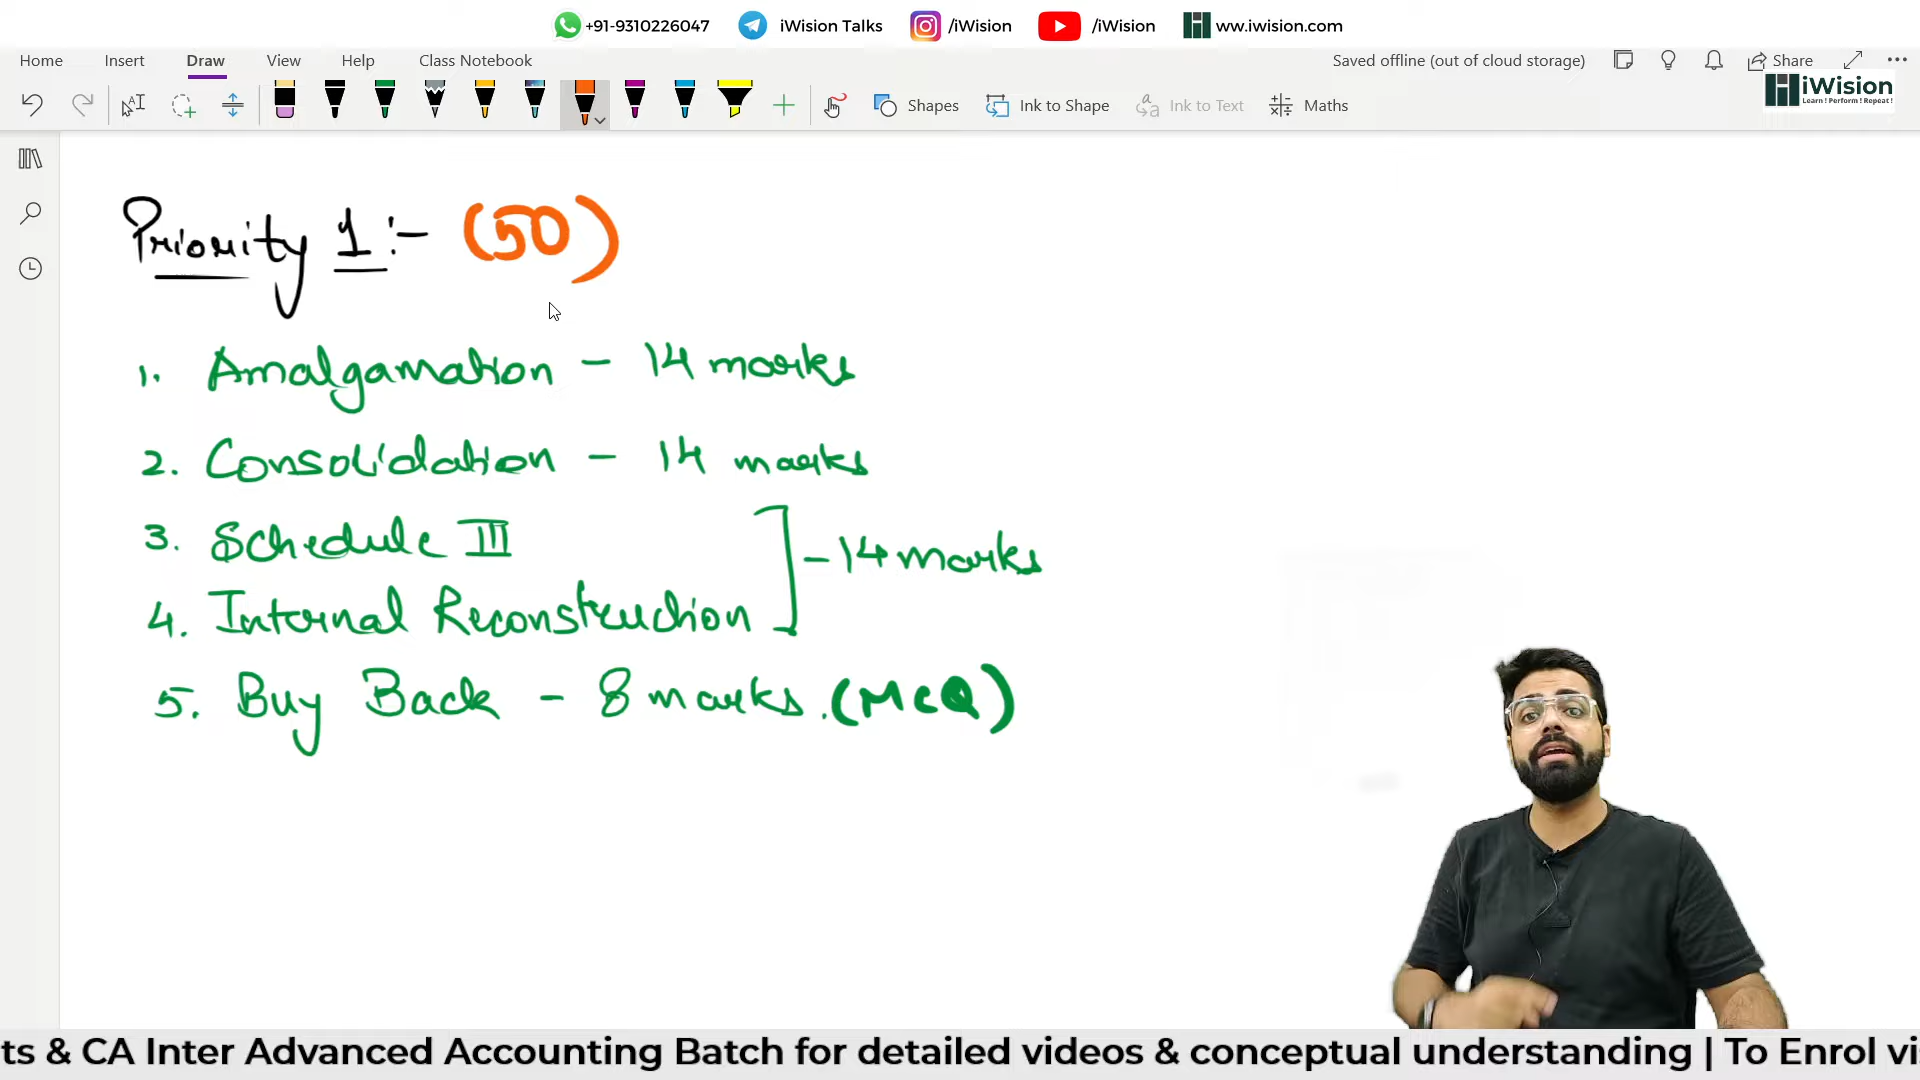 +91-9310226047 iWision Talks /iWision /iWision ww.iwision.com
Home Insert Draw View Help Class Notebook Saved offline (out of cloud storage) Share
Shapes Ink to Shape Ink to Text Maths
iWision
Learn ! Perform ! Repeat !
Priority 1 :- (50)
1. Amalgamation - 14 marks
2. Consolidation - 14 marks
3. Schedule III
- 14 marks
4. Internal Reconstruction
5. Buy Back - 8 marks. (MCQ)
ts & CA Inter Advanced Accounting Batch for detailed videos & conceptual understanding | To Enrol vi